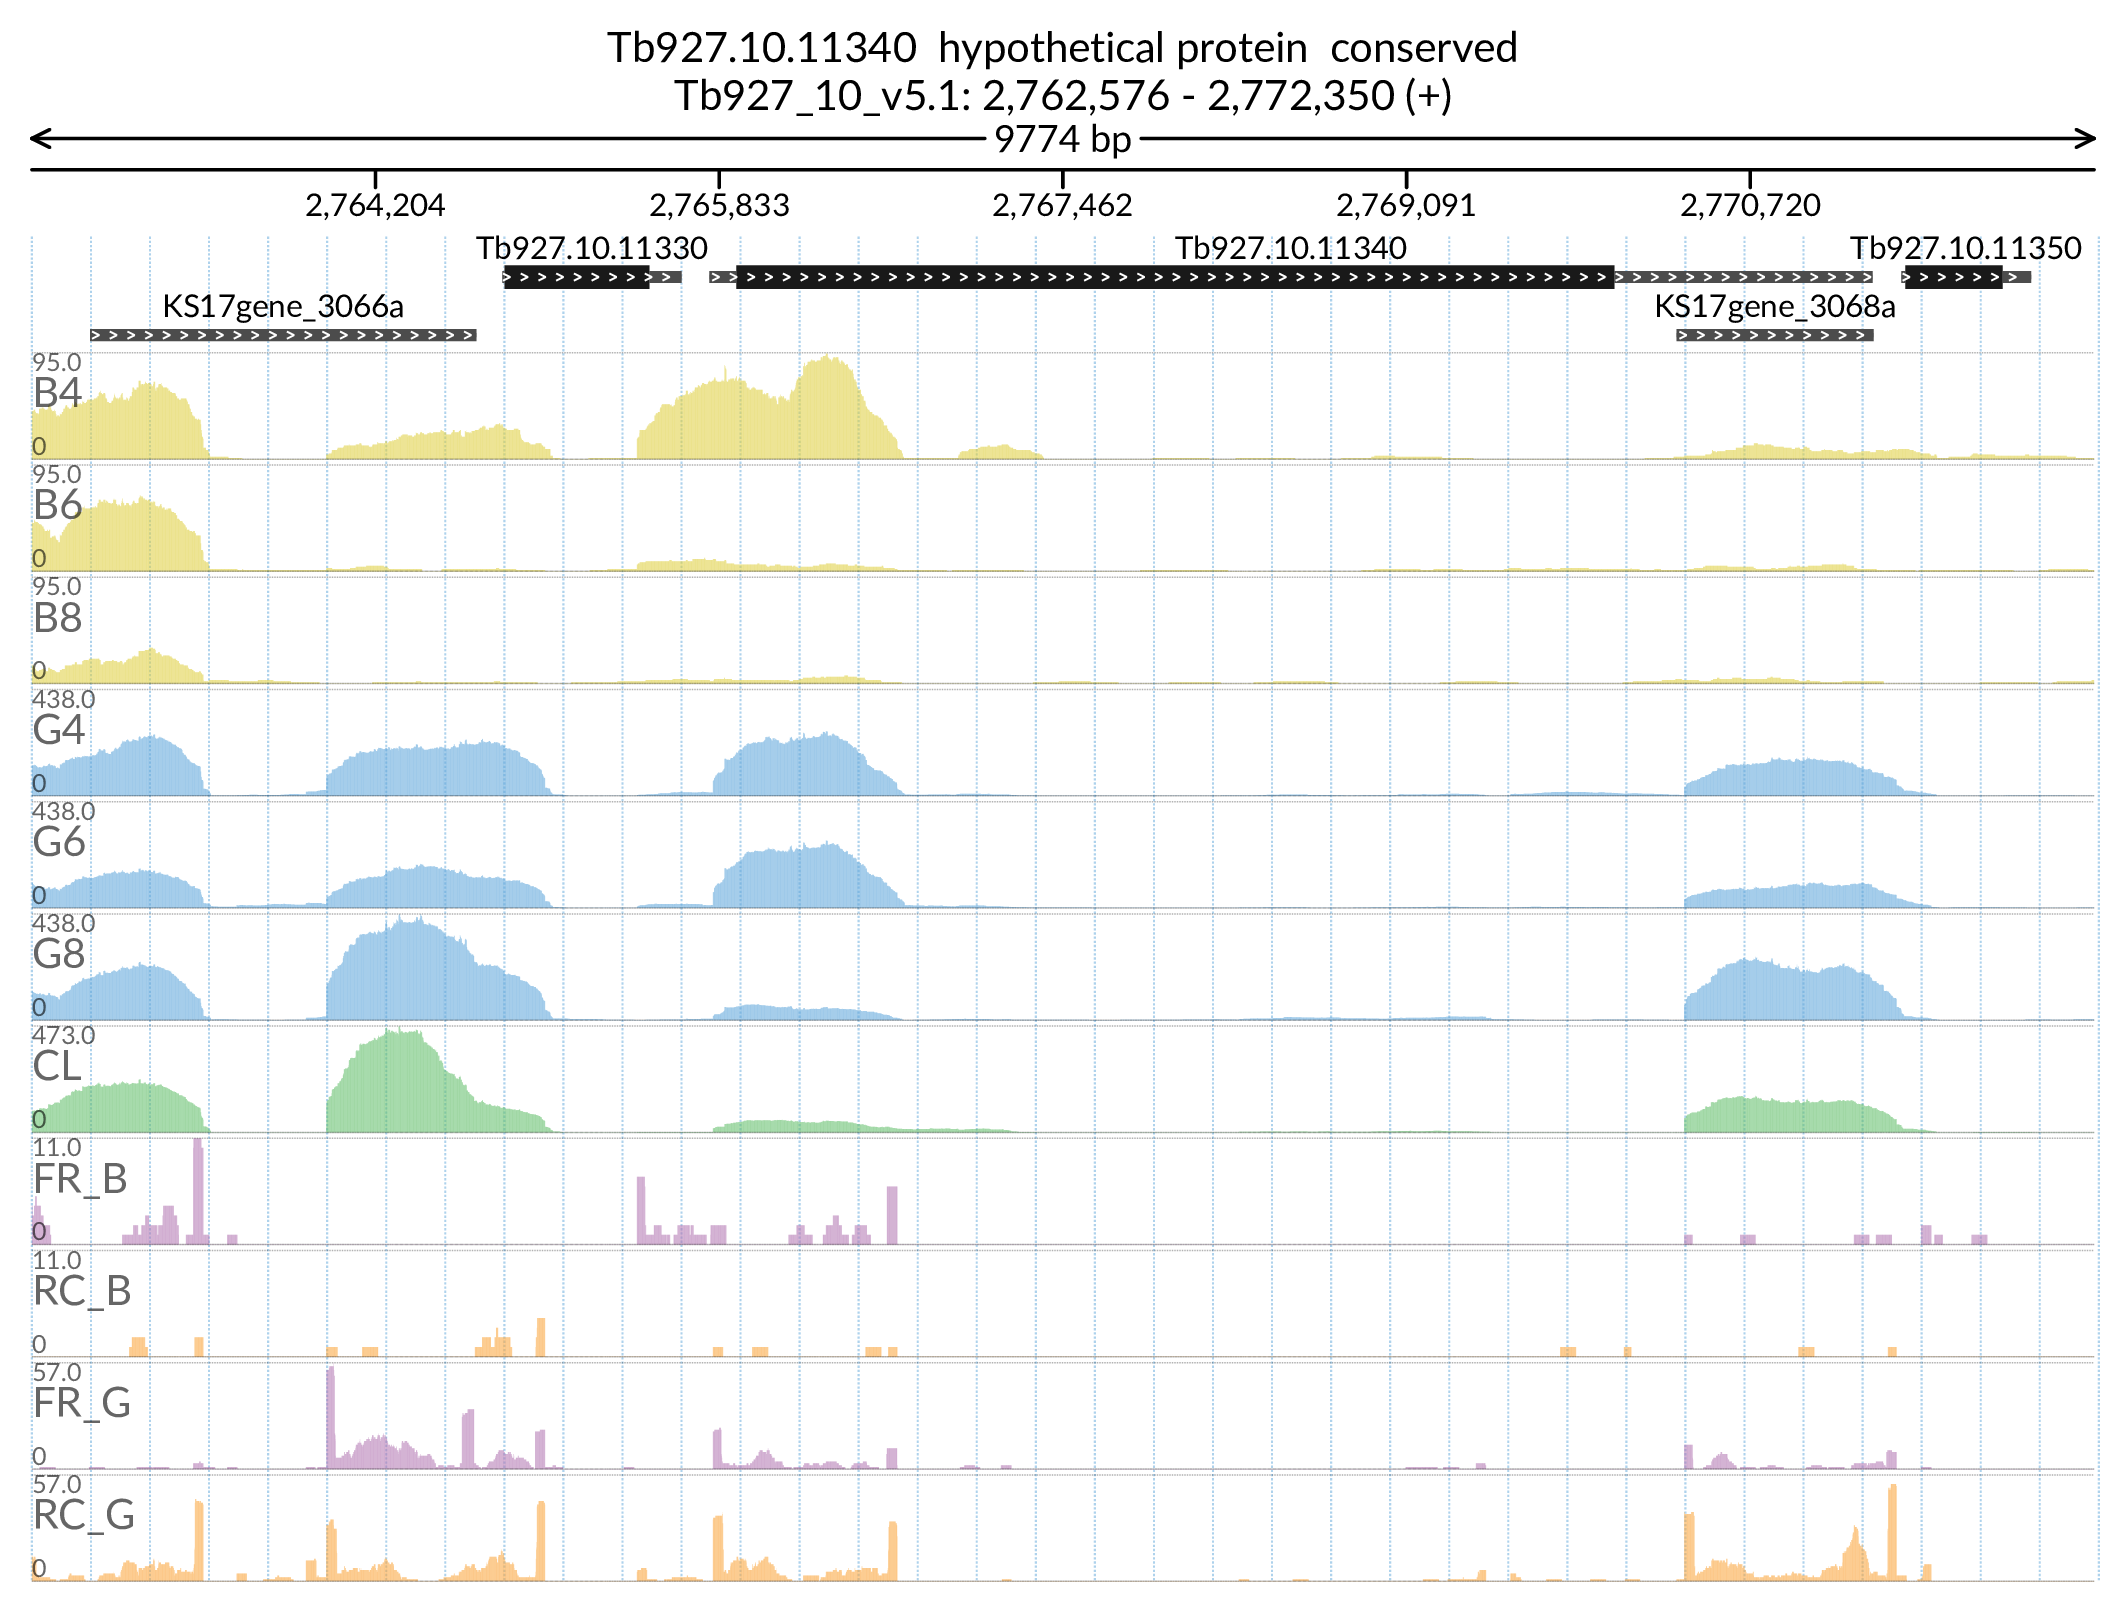 Tb927.10.11340  hypothetical protein  conserved
Tb927_10_v5.1: 2,762,576 - 2,772,350 (+)
9774 bp
2,764,204 2,765,833 2,767,462 2,769,091 2,770,720
Tb927.10.11330 Tb927.10.11340 Tb927.10.11350
KS17gene_3066a KS17gene_3068a
95.0
B4
0
95.0
B6
0
95.0
B8
0
438.0
G4
0
438.0
G6
0
438.0
G8
0
473.0
CL
0
11.0
FR_B
0
11.0
RC_B
0
57.0
FR_G
0
57.0
RC_G
0